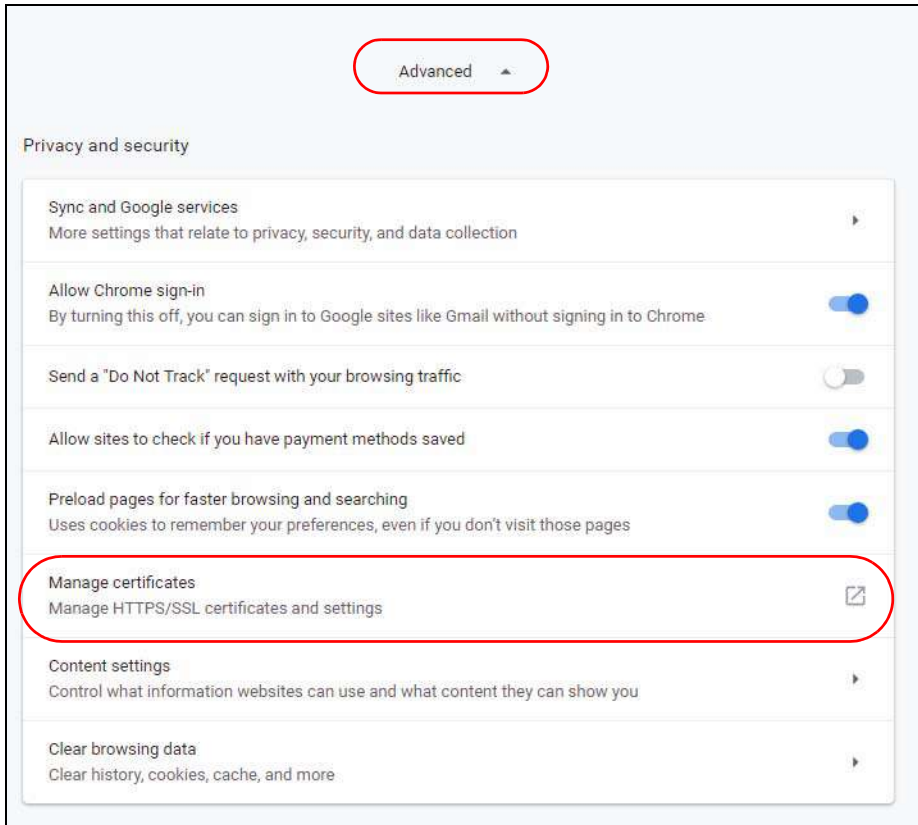 Advanced
Privacy and security
Sync and Google services
More settings that relate to privacy, security, and data collection
Allow Chrome sign-in
By turning this off, you can sign in to Google sites like Gmail without signing in to Chrome
Send a "Do Not Track" request with your browsing traffic
Allow sites to check if you have payment methods saved
Preload pages for faster browsing and searching
Uses cookies to remember your preferences, even if you don't visit those pages
Manage certificates
Manage HTTPS/SSL certificates and settings
Content settings
Control what information websites can use and what content they can show you
Clear browsing data
Clear history, cookies, cache, and more